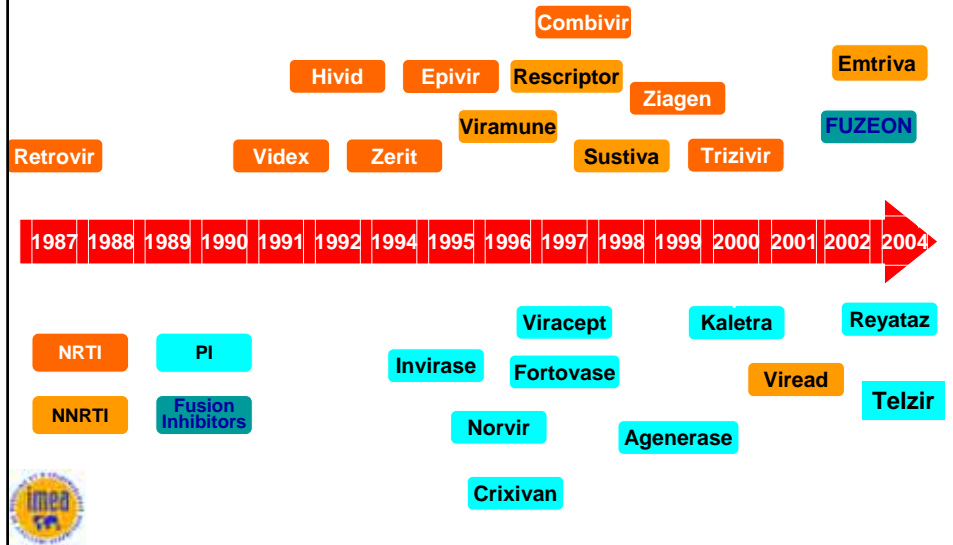 Combivir
Emtriva
Hivid Epivir Rescriptor
Ziagen
Viramune FUZEON
Retrovir Videx Zerit Sustiva Trizivir
1987 1988 1989 1990 1991 1992 1994 1995 1996 1997 1998 1999 2000 2001 2002 2004
Viracept Kaletra Reyataz
NRTI PI
Invirase Fortovase
Viread
Telzir
NNRTI Fusion
Inhibitors
Norvir Agenerase
Crixivan
imea